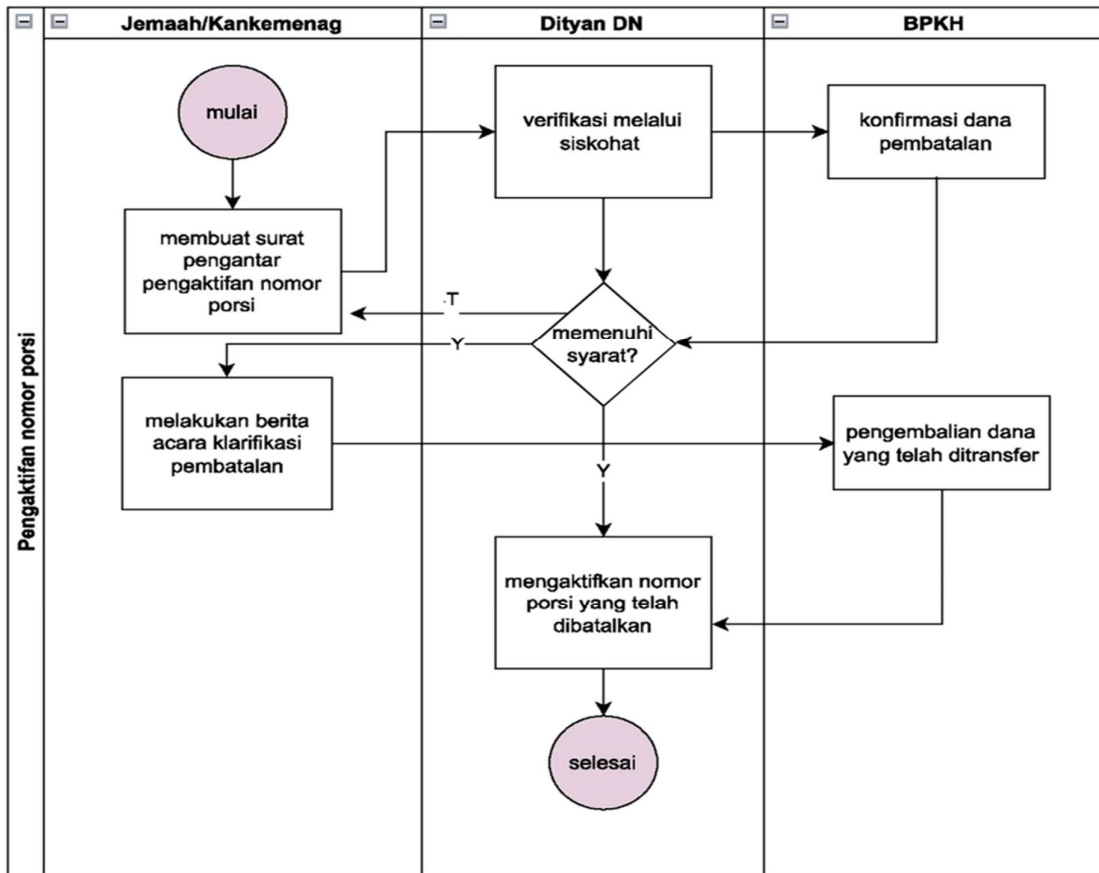 Jemaah/Kankemenag
Dityan DN
BPKH
Pengaktifan nomor porsi
mulai
verifikasi melalui
siskohat
konfirmasi dana
pembatalan
membuat surat
pengantar
pengaktifan nomor
porsi
T
memenuhi
syarat?
Y
melakukan berita
acara klarifikasi
pembatalan
pengembalian dana
yang telah ditransfer
Y
mengaktifkan nomor
porsi yang telah
dibatalkan
selesai